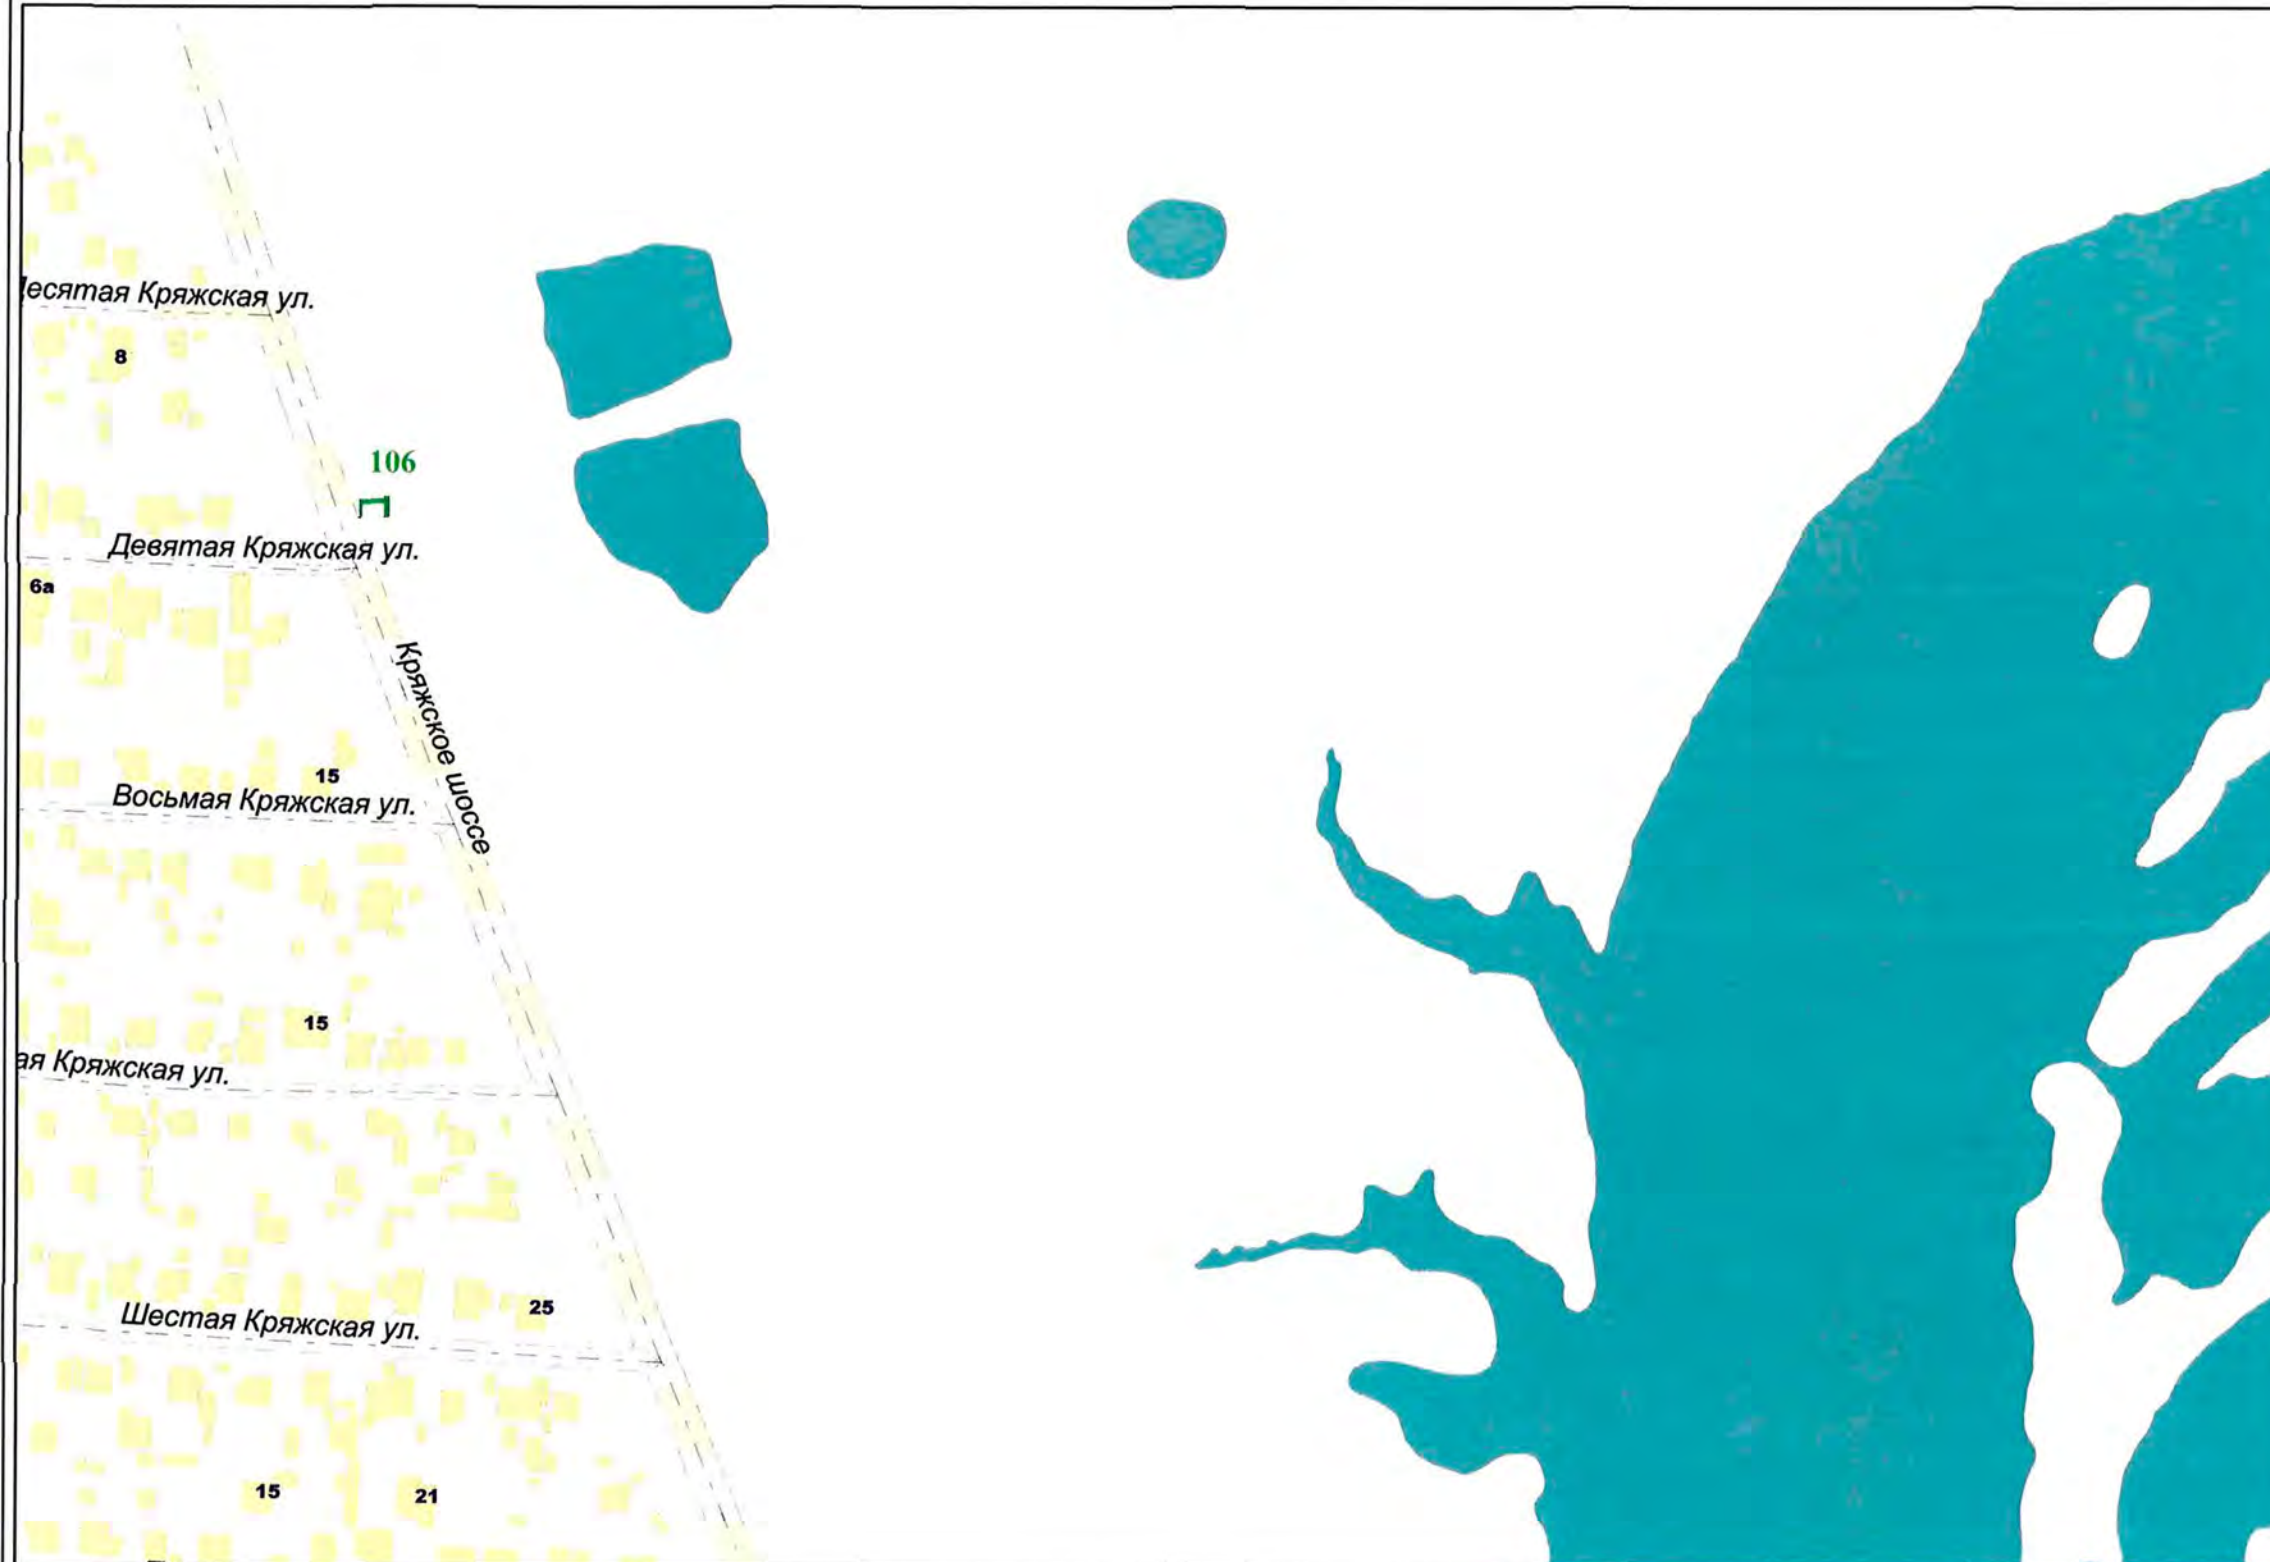 есятая Кряжская ул.
8
106
Девятая Кряжская ул.
6а
Кряжское шоссе
15
Восьмая Кряжская ул.
15
ая Кряжская ул.
25
Шестая Кряжская ул.
15
21